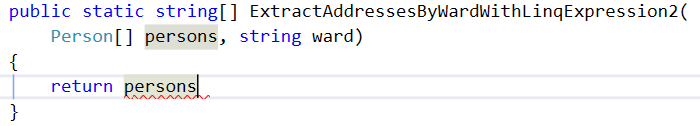 public static string[] ExtractAddressesByWardWithLinqExpression2(
    Person[] persons, string ward)
{
    return persons
}